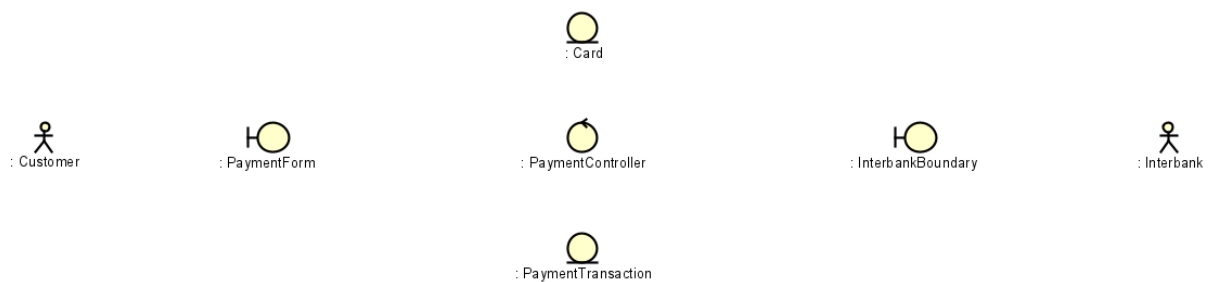 : Card
: Customer
: PaymentForm
: PaymentController
: InterbankBoundary
: Interbank
: PaymentTransaction